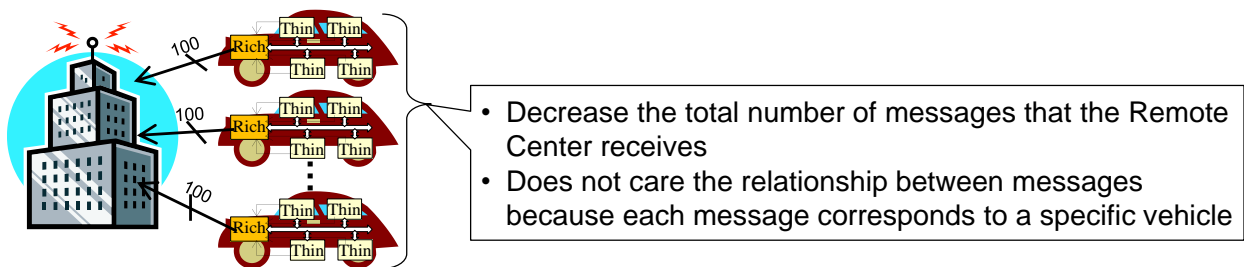 100
Thin Thin
Rich
Thin Thin
100
Thin Thin
Rich
Thin Thin
100
Thin Thin
Rich
Thin Thin
• Decrease the total number of messages that the Remote
Center receives
• Does not care the relationship between messages
because each message corresponds to a specific vehicle